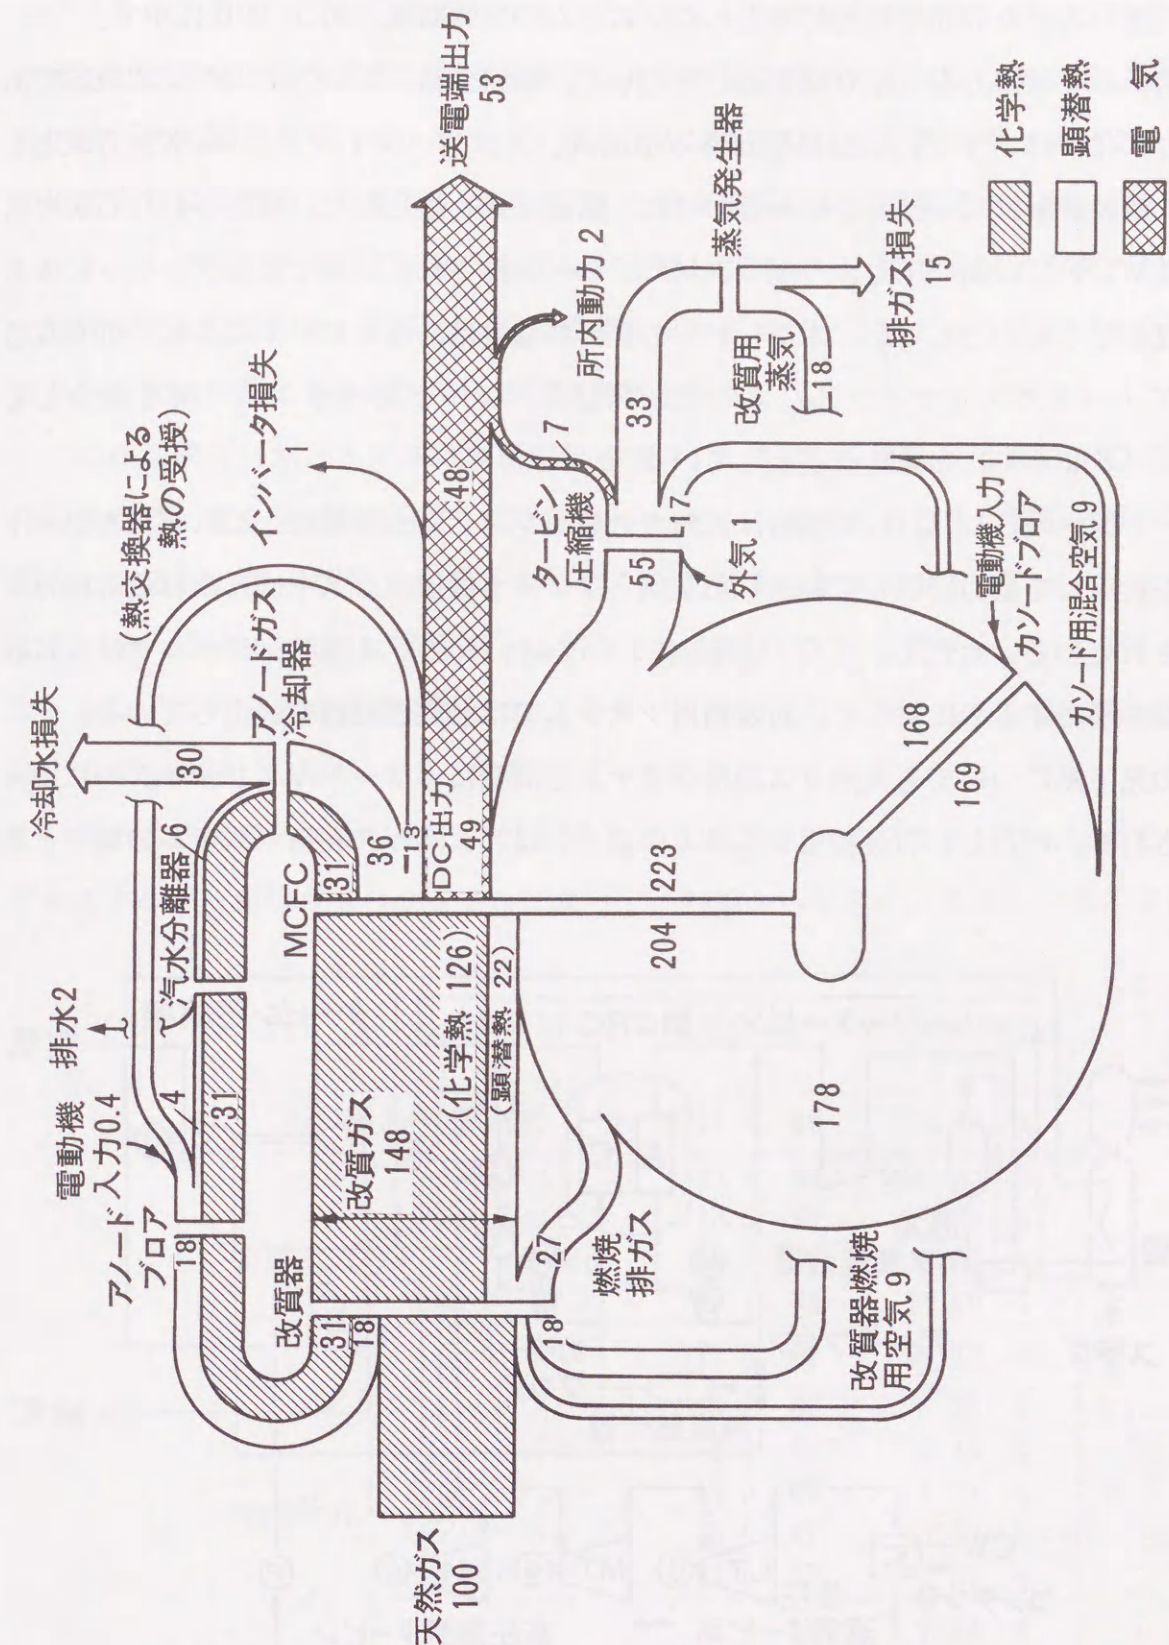 冷却水損失
(熱交換器による
熱の受授)
インバータ損失
1
送電端出力
53
30
アノードガス
冷却器
排水2
汽水分離器
6
電動機
入力0.4
4
アノード
ブロア
18
31
31
MCFC
36
13
DC出力
49
48
7
所内動力 2
改質器
31
18
改質ガス
148
(化学熱 126)
(顕潜熱 22)
天然ガス
100
18
27
燃焼
排ガス
改質器燃焼
用空気 9
204
223
178
168
169
タービン
圧縮機
55
外気 1
17
33
蒸気発生器
改質用
蒸気
18
排ガス損失
15
電動機入力 1
カソードブロア
カソード用混合空気 9
化学熱
顕潜熱
電 気